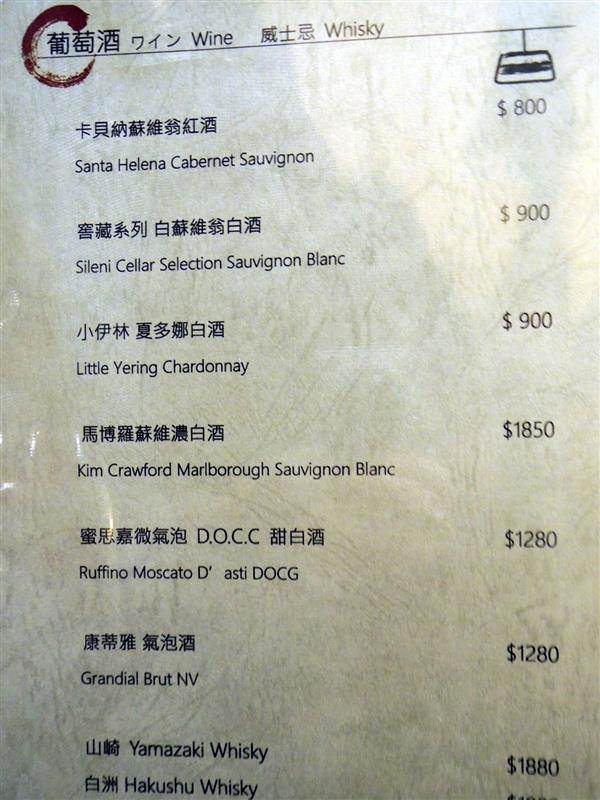 葡萄酒 ワイン Wine 威士忌 Whisky
卡貝納蘇維翁紅酒 $ 800
Santa Helena Cabernet Sauvignon
窖藏系列 白蘇維翁白酒 $ 900
Sileni Cellar Selection Sauvignon Blanc
小伊林 夏多娜白酒 $ 900
Little Yering Chardonnay
馬博羅蘇維濃白酒 $1850
Kim Crawford Marlborough Sauvignon Blanc
蜜思嘉微氣泡 D.O.C.C 甜白酒 $1280
Ruffino Moscato D’ asti DOCG
康蒂雅 氣泡酒 $1280
Grandial Brut NV
山崎 Yamazaki Whisky $1880
白洲 Hakushu Whisky